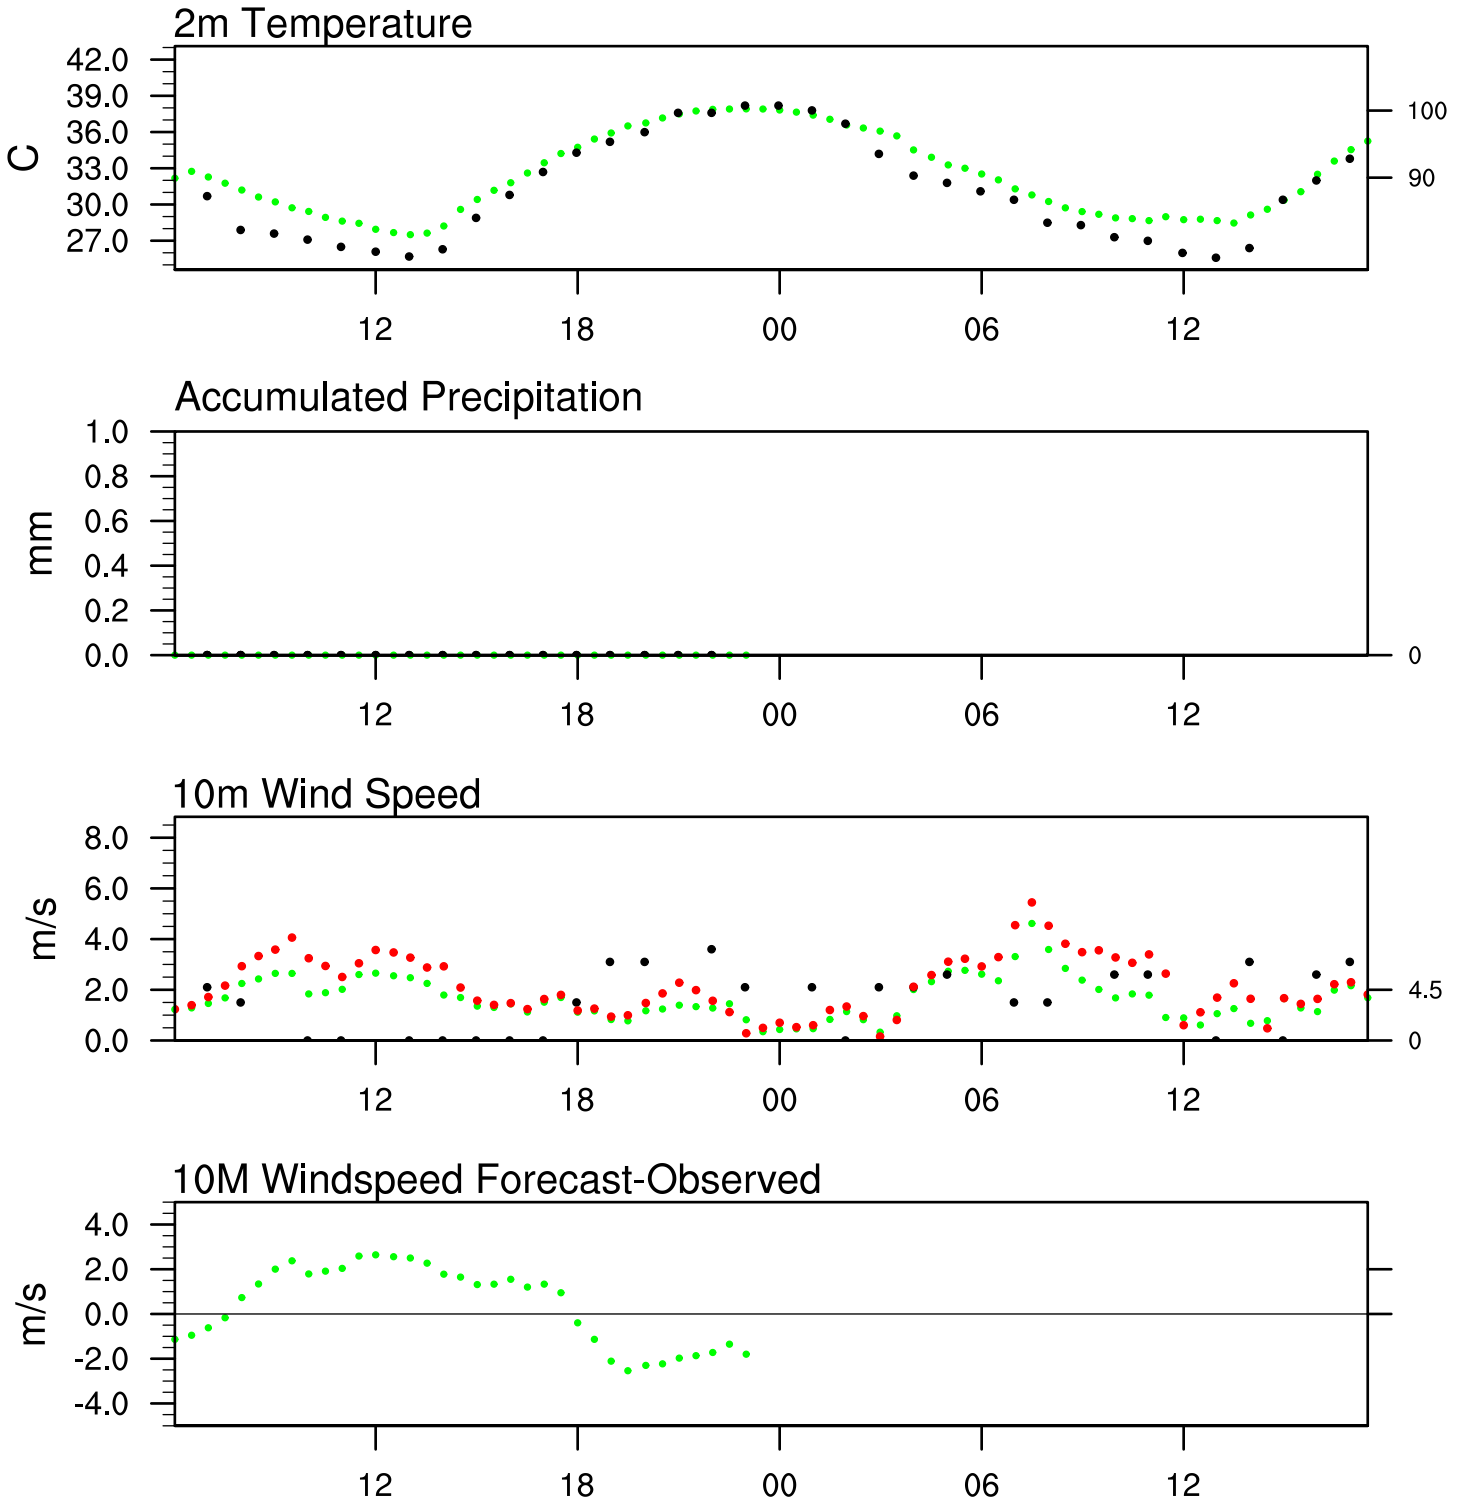 2m Temperature
42.0
39.0
36.0
33.0
30.0
27.0
C
100
90
12 18 00 06 12
Accumulated Precipitation
1.0
0.8
0.6
0.4
0.2
0.0
mm
0
12 18 00 06 12
10m Wind Speed
8.0
6.0
4.0
2.0
0.0
m/s
4.5
0
12 18 00 06 12
10M Windspeed Forecast-Observed
4.0
2.0
0.0
-2.0
-4.0
m/s
12 18 00 06 12